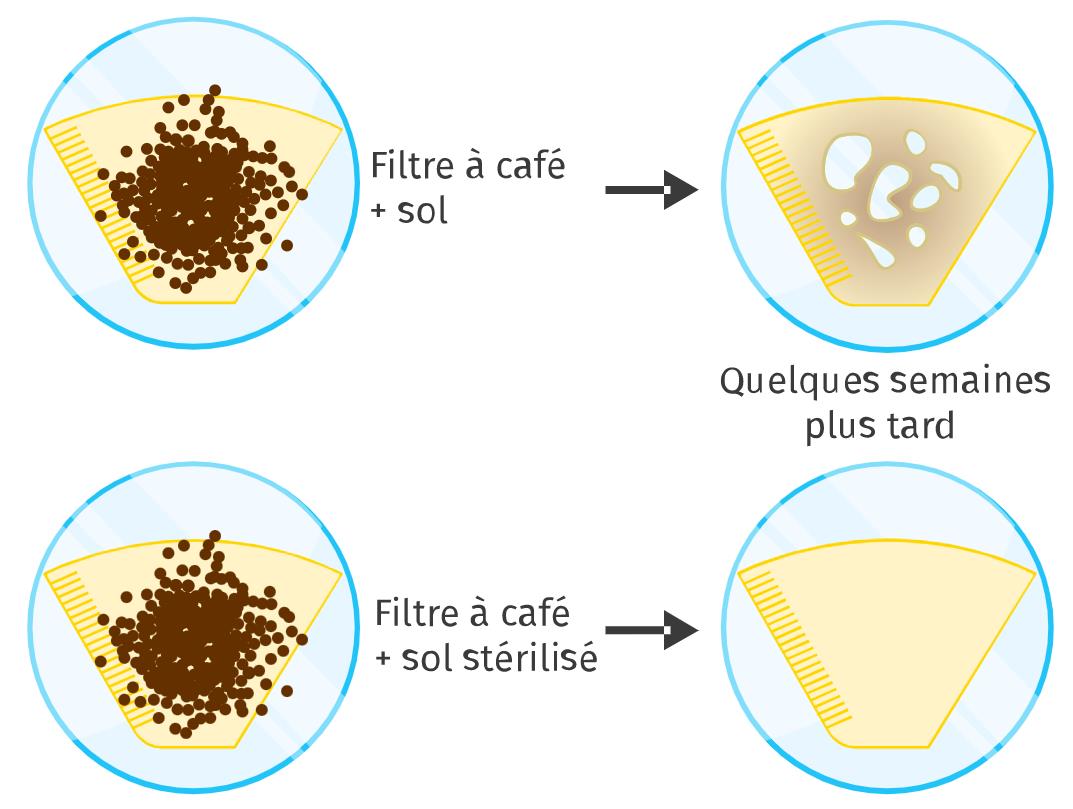 Filtre à café
+ sol
Quelques semaines
plus tard
Filtre à café
+ sol stérilisé